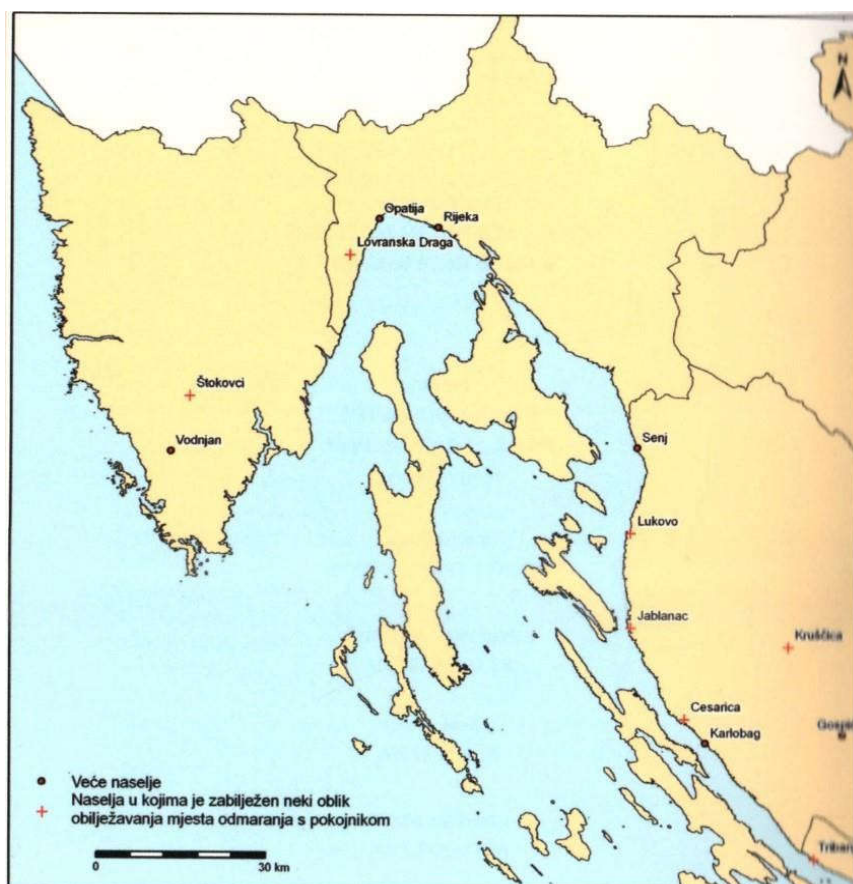 N
Opatija
Rijeka
Lovranska Draga
Štokovci
Vodnjan
Senj
Lukovo
Jablanac
Kruščica
Cesarica
Karlobag
Veće naselje
Naselja u kojima je zabilježen neki oblik
obilježavanja mjesta odmaranja s pokojnikom
0
30 km